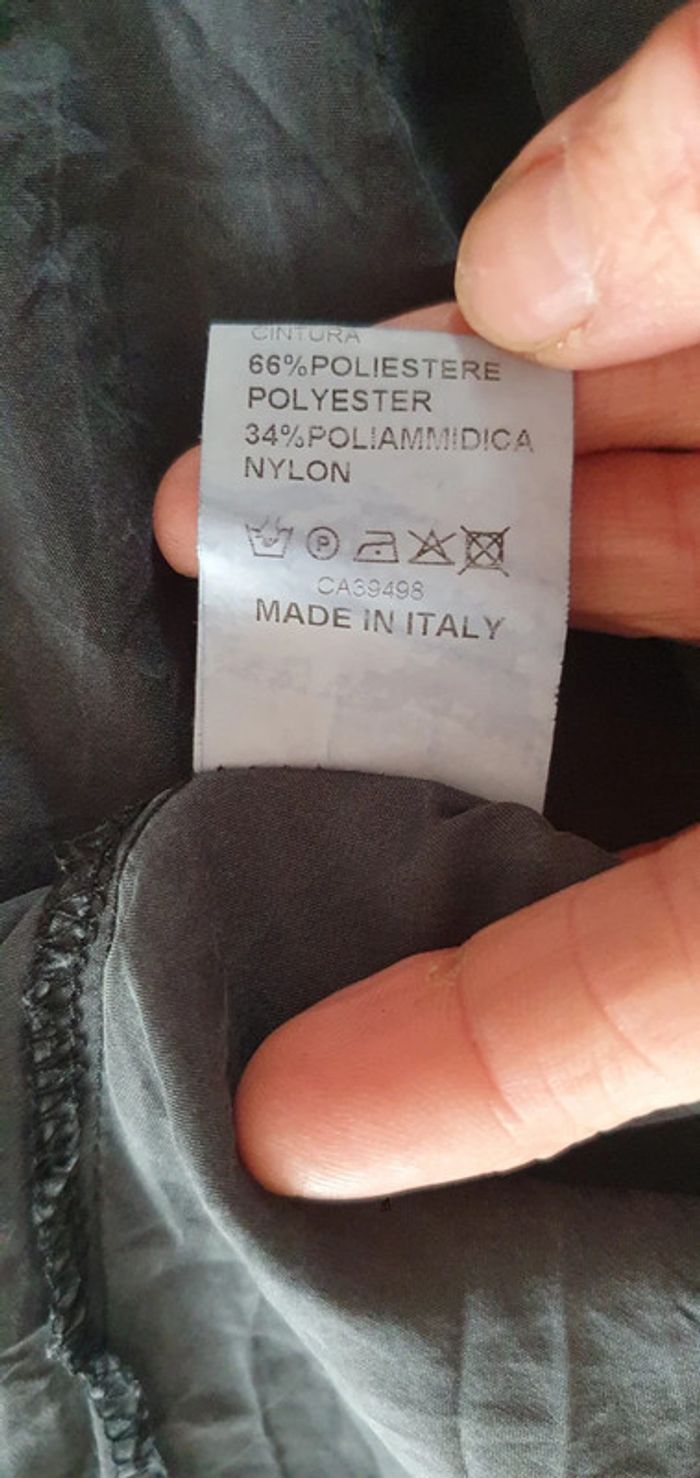 CINTURA
66%POLIESTERE
POLYESTER
34%POLIAMMIDICA
NYLON
P
CA39498
MADE IN ITALY